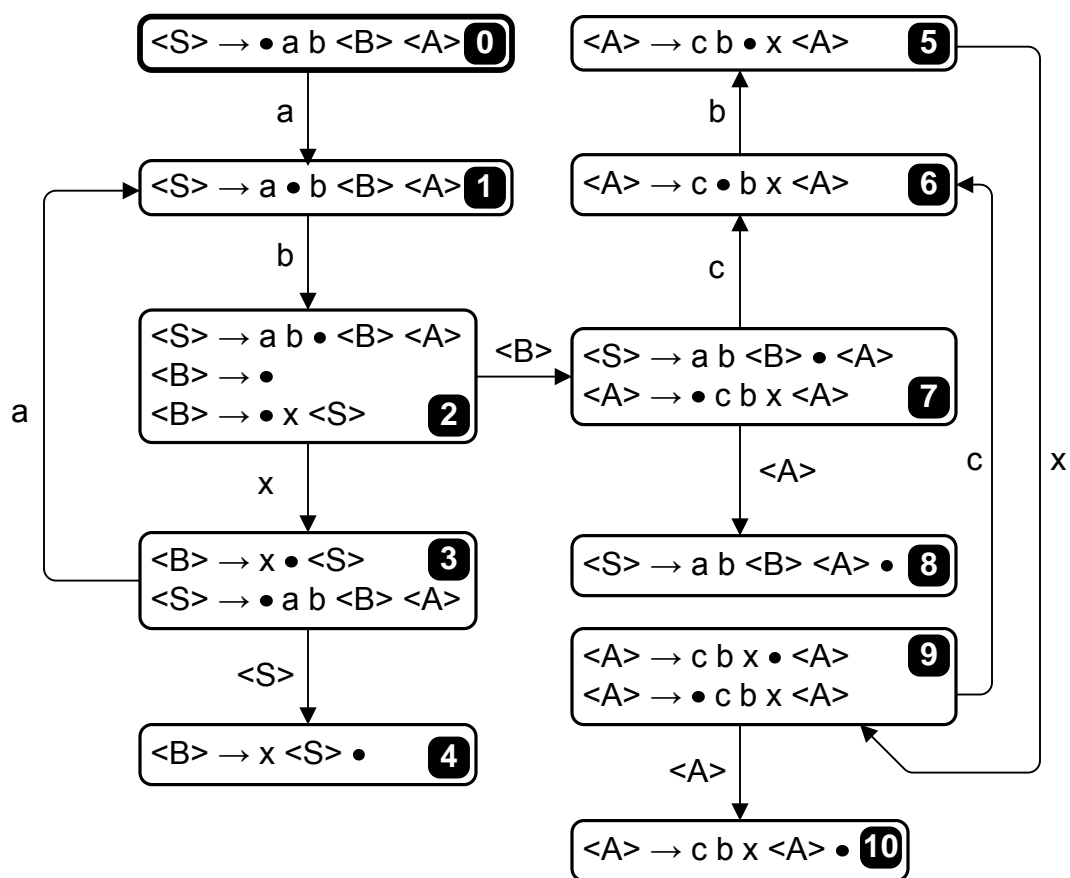 <S> → • a b <B> <A> 0
a
<S> → a • b <B> <A> 1
b
<S> → a b • <B> <A>
<B> → •
<B> → • x <S> 2
<B>
a
x
<B> → x • <S> 3
<S> → • a b <B> <A>
<S>
<B> → x <S> • 4
<A> → c b • x <A> 5
b
<A> → c • b x <A> 6
c
<S> → a b <B> • <A>
<A> → • c b x <A> 7
<A>
c
x
<S> → a b <B> <A> • 8
<A> → c b x • <A> 9
<A> → • c b x <A>
<A>
<A> → c b x <A> • 10